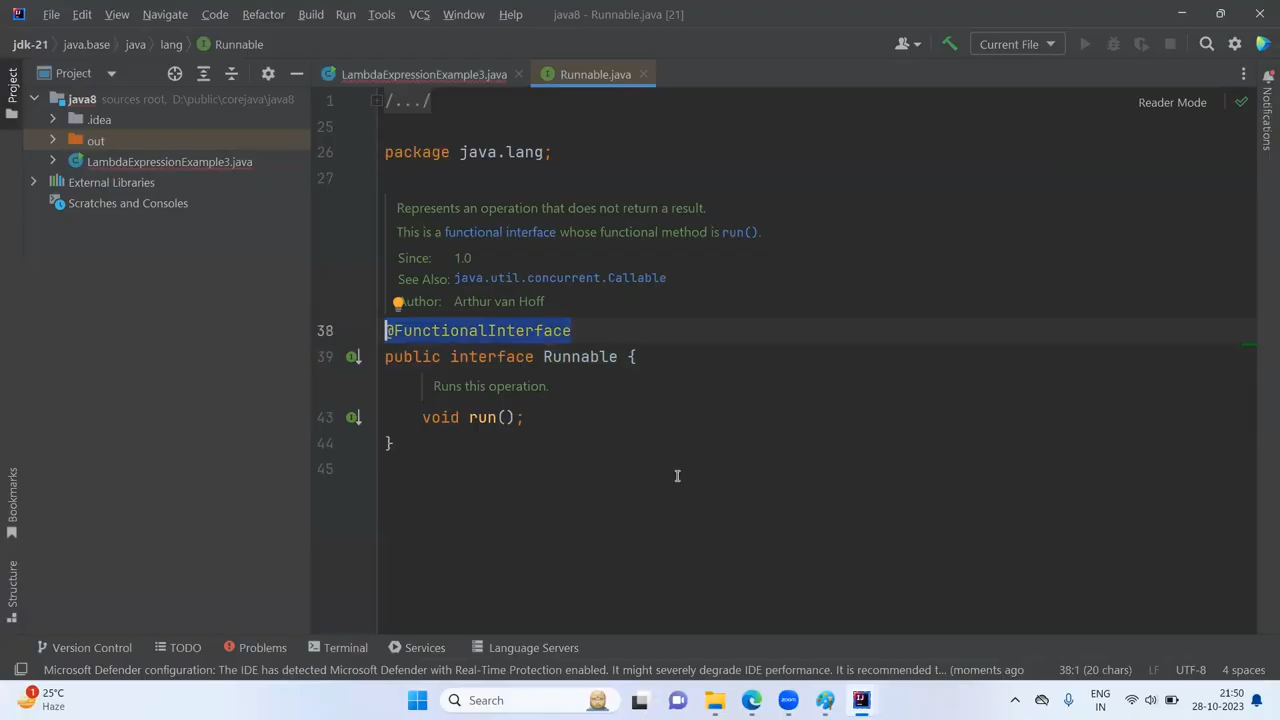 File Edit View Navigate Code Refactor Build Run Tools VCS Window Help java8 - Runnable.java [21]
jdk-21 java.base java lang Runnable Current File
Project LambdaExpressionExample3.java Runnable.java
Project
java8 sources root, D:\public\corejava\java8
.idea
out
LambdaExpressionExample3.java
External Libraries
Scratches and Consoles
Bookmarks
Structure
1 /.../
Reader Mode
25
26 package java.lang;
27
Represents an operation that does not return a result.
This is a functional interface whose functional method is run().
Since: 1.0
See Also: java.util.concurrent.Callable
Author: Arthur van Hoff
38 @FunctionalInterface
39 public interface Runnable {
Runs this operation.
43 void run();
44 }
45
Notifications
Version Control TODO Problems Terminal Services Language Servers
Microsoft Defender configuration: The IDE has detected Microsoft Defender with Real-Time Protection enabled. It might severely degrade IDE performance. It is recommended t... (moments ago 38:1 (20 chars) LF UTF-8 4 spaces
1 25°C
Haze
Search
zoom
ENG
IN
21:50
28-10-2023